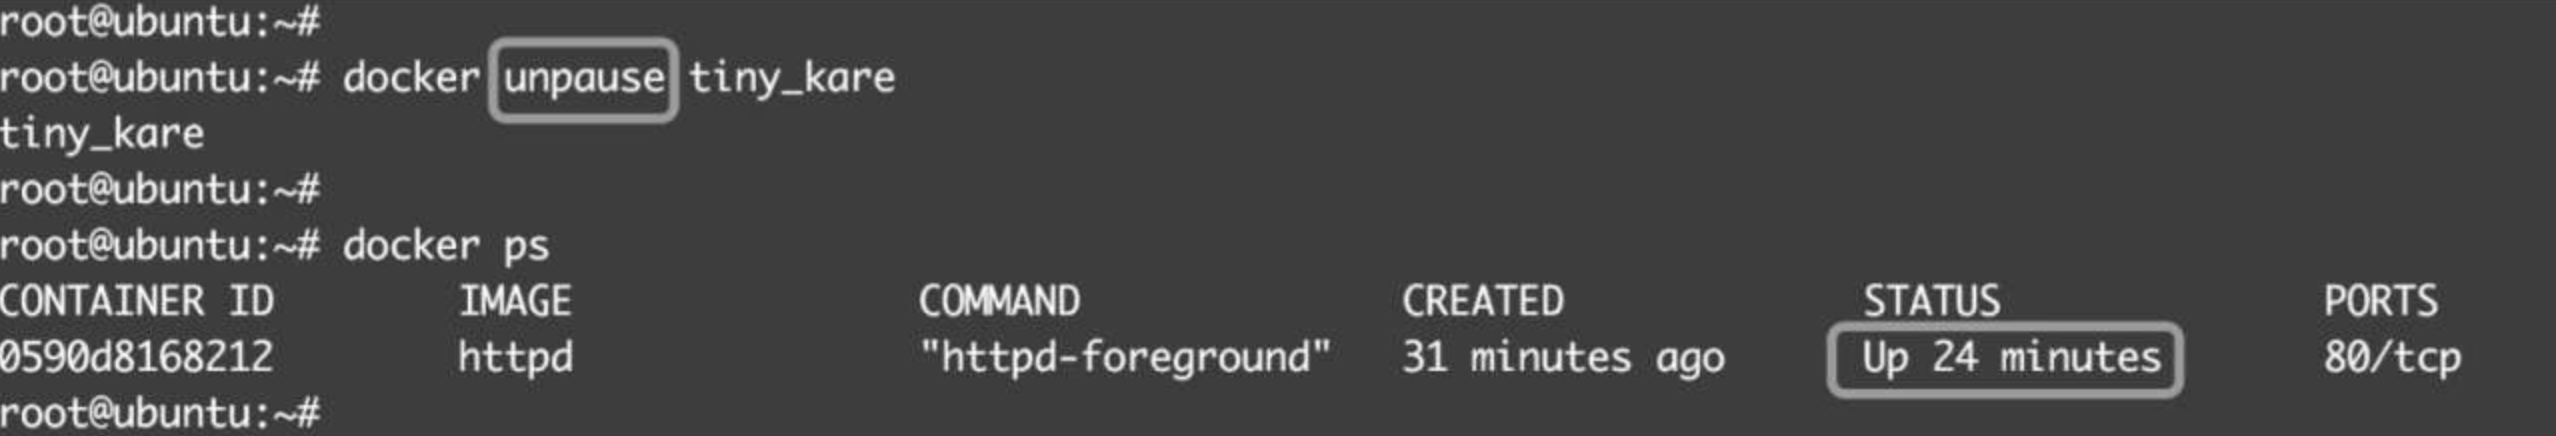 root@ubuntu:~#
root@ubuntu:~# docker unpause tiny_kare
tiny_kare
root@ubuntu:~#
root@ubuntu:~# docker ps
CONTAINER ID IMAGE COMMAND CREATED STATUS PORTS
0590d8168212 httpd "httpd-foreground" 31 minutes ago Up 24 minutes 80/tcp
root@ubuntu:~#